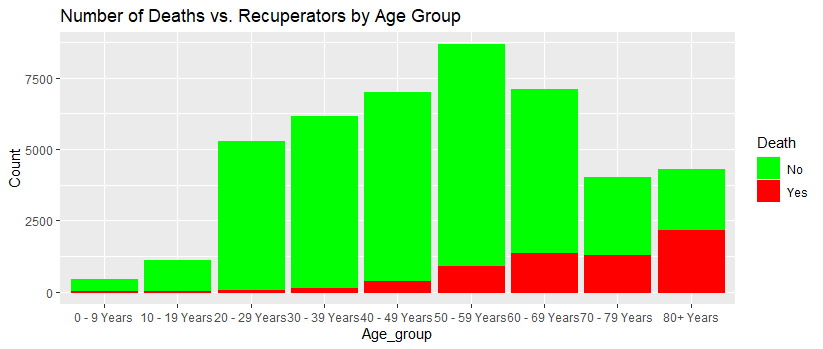 Number of Deaths vs. Recuperators by Age Group
Count
7500
5000
2500
0
0 - 9 Years 10 - 19 Years 20 - 29 Years 30 - 39 Years 40 - 49 Years 50 - 59 Years 60 - 69 Years 70 - 79 Years 80+ Years
Age_group
Death
No
Yes